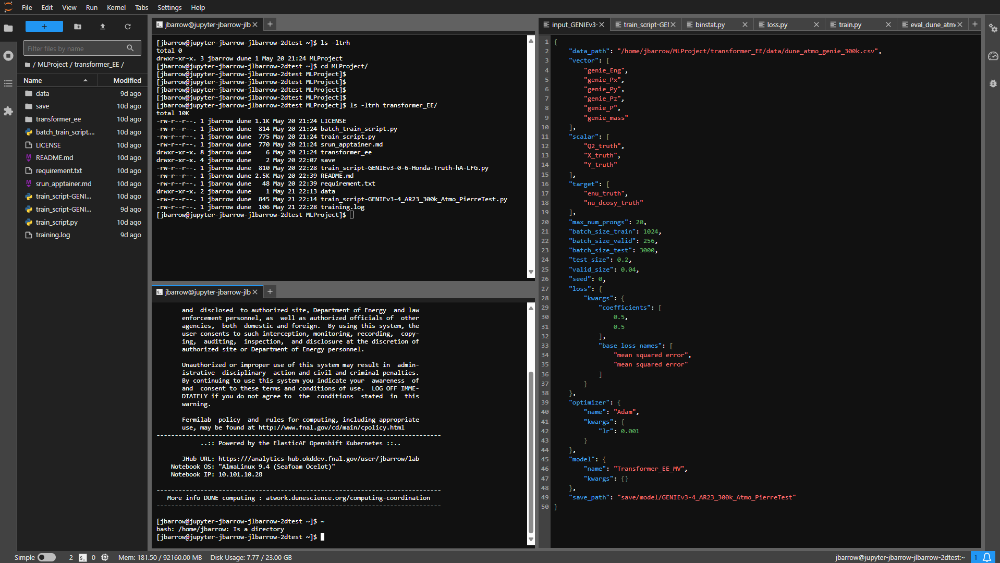 File Edit View Run Kernel Tabs Settings Help
Filter files by name
/ MLProject / transformer_EE /
Name Modified
data 9d ago
save 10d ago
transformer_ee 10d ago
batch_train_script.... 10d ago
LICENSE 10d ago
README.md 10d ago
requirement.txt 10d ago
srun_apptainer.md 10d ago
train_script-GENI... 10d ago
train_script-GENI... 9d ago
train_script.py 10d ago
training.log 9d ago
jbarrow@jupyter-jbarrow-jlb
[jbarrow@jupyter-jbarrow-jlbarrow-2dtest ~]$ ls -ltrh
total 0
drwxr-xr-x. 3 jbarrow dune 1 May 20 21:24 MLProject
[jbarrow@jupyter-jbarrow-jlbarrow-2dtest ~]$ cd MLProject/
[jbarrow@jupyter-jbarrow-jlbarrow-2dtest MLProject]$
[jbarrow@jupyter-jbarrow-jlbarrow-2dtest MLProject]$
[jbarrow@jupyter-jbarrow-jlbarrow-2dtest MLProject]$
[jbarrow@jupyter-jbarrow-jlbarrow-2dtest MLProject]$
[jbarrow@jupyter-jbarrow-jlbarrow-2dtest MLProject]$ ls -ltrh transformer_EE/
total 10K
-rw-r--r--. 1 jbarrow dune 1.1K May 20 21:24 LICENSE
-rw-r--r--. 1 jbarrow dune  814 May 20 21:24 batch_train_script.py
-rw-r--r--. 1 jbarrow dune  775 May 20 21:24 train_script.py
-rw-r--r--. 1 jbarrow dune  770 May 20 21:24 srun_apptainer.md
drwxr-xr-x. 8 jbarrow dune    6 May 20 21:24 transformer_ee
drwxr-xr-x. 4 jbarrow dune    2 May 20 22:07 save
-rw-r--r--. 1 jbarrow dune  810 May 20 22:28 train_script-GENIEv3-0-6-Honda-Truth-hA-LFG.py
-rw-r--r--. 1 jbarrow dune 2.5K May 20 22:39 README.md
-rw-r--r--. 1 jbarrow dune   48 May 20 22:39 requirement.txt
drwxr-xr-x. 2 jbarrow dune    1 May 21 22:13 data
-rw-r--r--. 1 jbarrow dune  845 May 21 22:14 train_script-GENIEv3-4_AR23_300k_Atmo_PierreTest.py
-rw-r--r--. 1 jbarrow dune  106 May 21 22:28 training.log
[jbarrow@jupyter-jbarrow-jlbarrow-2dtest MLProject]$
jbarrow@jupyter-jbarrow-jlb
and  disclosed  to authorized site, Department of Energy  and law
enforcement personnel, as  well as authorized officials of  other
agencies,  both  domestic and foreign.  By using this system, the
user consents to such interception, monitoring, recording,  copy-
ing,  auditing,  inspection,  and disclosure at the discretion of
authorized site or Department of Energy personnel.
Unauthorized or improper use of this system may result in  admin-
istrative  disciplinary  action and civil and criminal penalties.
By continuing to use this system you indicate your  awareness  of
and  consent to these terms and conditions of use.  LOG OFF IMME-
DIATELY if you do not agree to  the  conditions  stated  in  this
warning.
Fermilab  policy  and  rules for computing, including appropriate
use, may be found at http://www.fnal.gov/cd/main/cpolicy.html
------------------------------------------------------------------------------
..:: Powered by the ElasticAF Openshift Kubernetes ::..
JHub URL: https:///analytics-hub.okddev.fnal.gov/user/jbarrow/lab
Notebook OS: "AlmaLinux 9.4 (Seafoam Ocelot)"
Notebook IP: 10.101.10.28
------------------------------------------------------------------------------
More info DUNE computing : atwork.dunescience.org/computing-coordination
------------------------------------------------------------------------------
[jbarrow@jupyter-jbarrow-jlbarrow-2dtest ~]$ ~
bash: /home/jbarrow: Is a directory
[jbarrow@jupyter-jbarrow-jlbarrow-2dtest ~]$
input_GENIEv3- train_script-GEI binstat.py loss.py train.py eval_dune_atm
1 {
2 "data_path": "/home/jbarrow/MLProject/transformer_EE/data/dune_atmo_genie_300k.csv",
3 "vector": [
4 "genie_Eng",
5 "genie_Px",
6 "genie_Py",
7 "genie_Pz",
8 "genie_P",
9 "genie_mass"
10 ],
11 "scalar": [
12 "Q2_truth",
13 "X_truth",
14 "Y_truth"
15 ],
16 "target": [
17 "enu_truth",
18 "nu_dcosy_truth"
19 ],
20 "max_num_prongs": 20,
21 "batch_size_train": 1024,
22 "batch_size_valid": 256,
23 "batch_size_test": 3000,
24 "test_size": 0.2,
25 "valid_size": 0.04,
26 "seed": 0,
27 "loss": {
28 "kwargs": {
29 "coefficients": [
30 0.5,
31 0.5
32 ],
33 "base_loss_names": [
34 "mean squared error",
35 "mean squared error"
36 ]
37 }
38 },
39 "optimizer": {
40 "name": "Adam",
41 "kwargs": {
42 "lr": 0.001
43 }
44 },
45 "model": {
46 "name": "Transformer_EE_MV",
47 "kwargs": {}
48 },
49 "save_path": "save/model/GENIEv3-4_AR23_300k_Atmo_PierreTest"
50 }
Simple 2 0 Mem: 181.50 / 92160.00 MB Disk Usage: 7.77 / 23.00 GB jbarrow@jupyter-jbarrow-jlbarrow-2dtest:~ 1